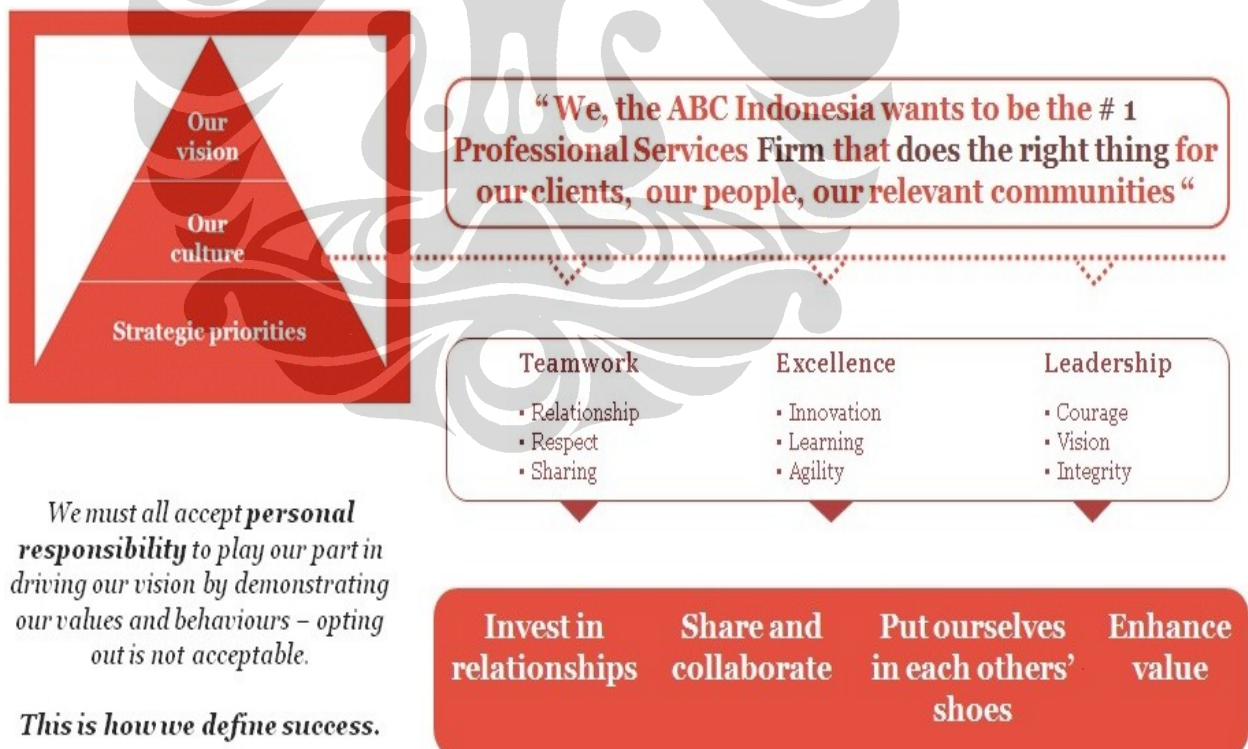 Our
vision
Our
culture
Strategic priorities
“ We, the ABC Indonesia wants to be the # 1
Professional Services Firm that does the right thing for
our clients, our people, our relevant communities “
Teamwork
▪ Relationship
▪ Respect
▪ Sharing
Excellence
▪ Innovation
▪ Learning
▪ Agility
Leadership
▪ Courage
▪ Vision
▪ Integrity
We must all accept personal
responsibility to play our part in
driving our vision by demonstrating
our values and behaviours – opting
out is not acceptable.
This is how we define success.
Invest in
relationships
Share and
collaborate
Put ourselves
in each others’
shoes
Enhance
value